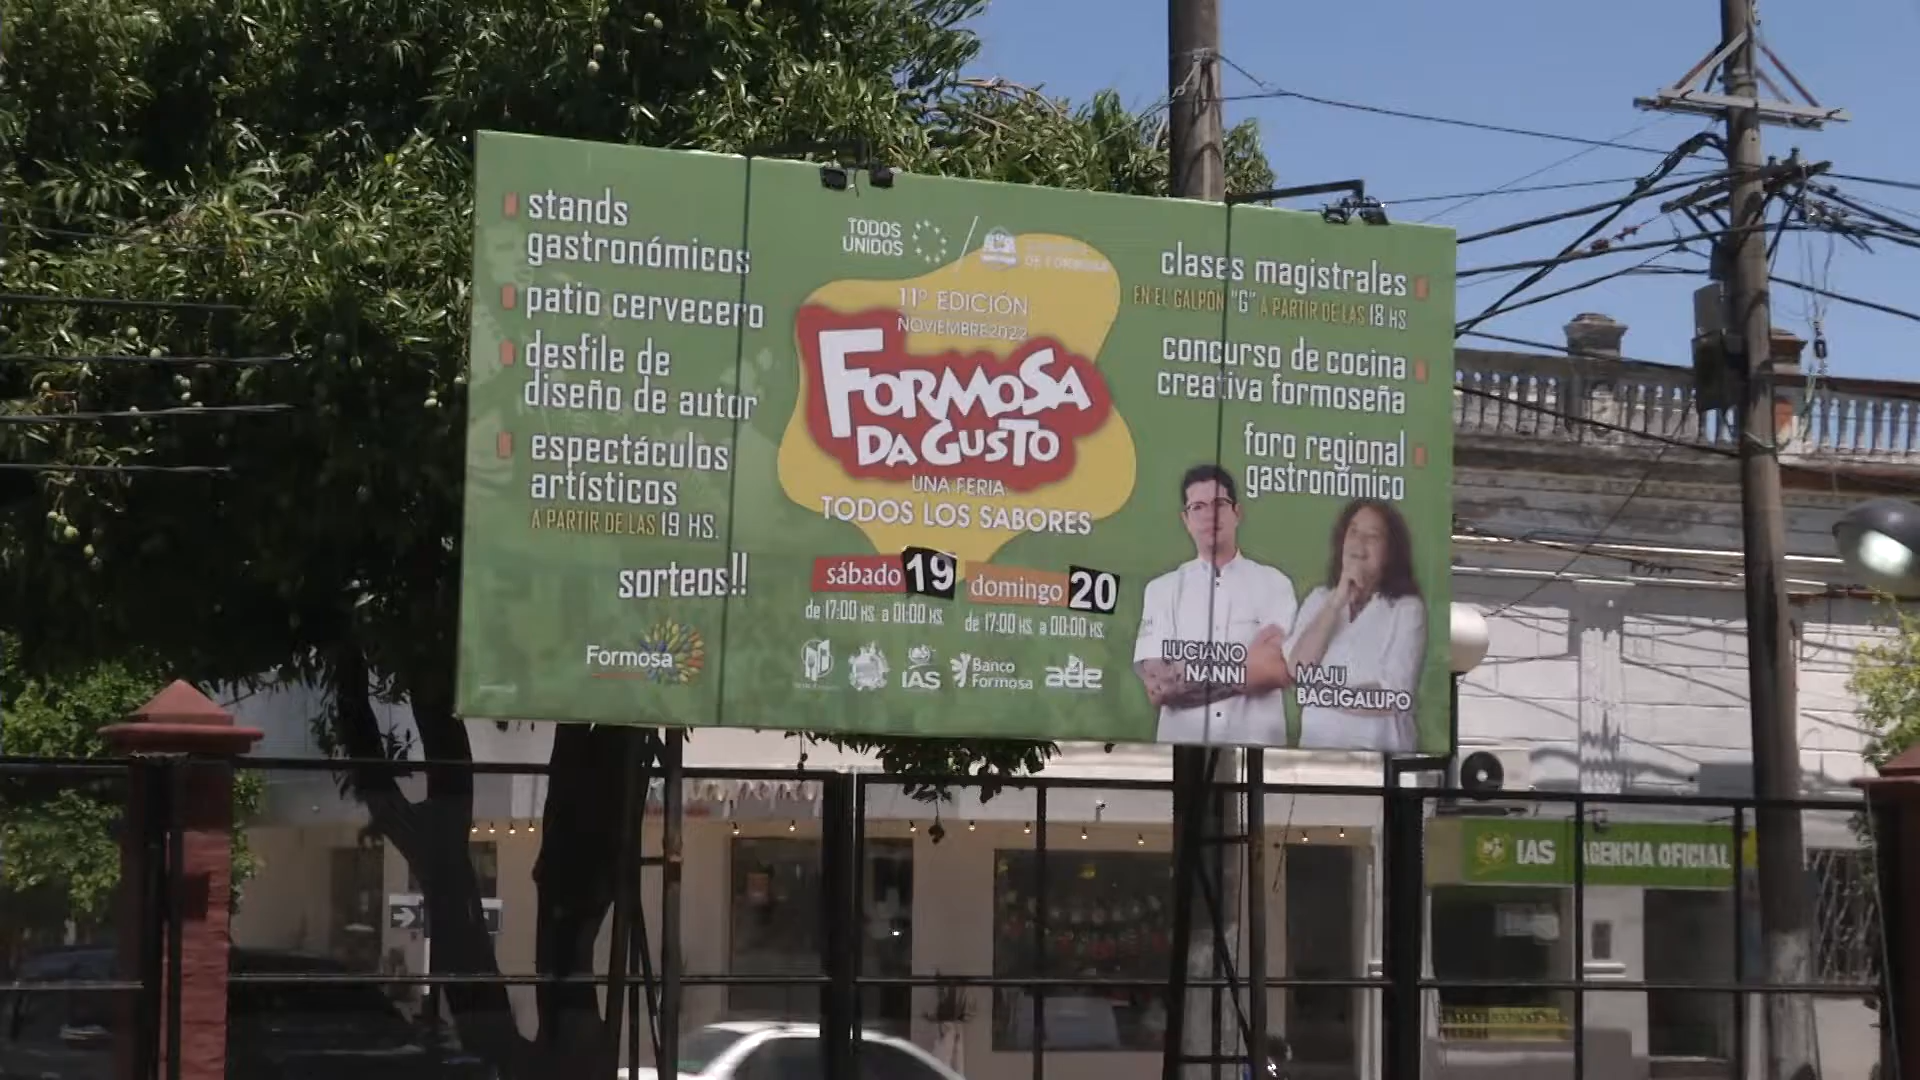 stands
gastronómicos
patio cervecero
desfile de
diseño de autor
espectáculos
artísticos
A PARTIR DE LAS 19 HS.
sorteos!!
Formosa
TODOS
UNIDOS
DE FORMOSA
11º EDICIÓN
NOVIEMBRE 2022
FORMOSA
DA GUSTO
UNA FERIA
TODOS LOS SABORES
sábado 19
de 17:00 HS. a 01:00 HS.
domingo 20
de 17:00 HS. a 00:00 HS.
IAS
Banco
Formosa
ade
clases magistrales
EN EL GALPÓN "G" A PARTIR DE LAS 18 HS
concurso de cocina
creativa formoseña
foro regional
gastronómico
LUCIANO
NANNI
MAJU
BACIGALUPO
IAS AGENCIA OFICIAL